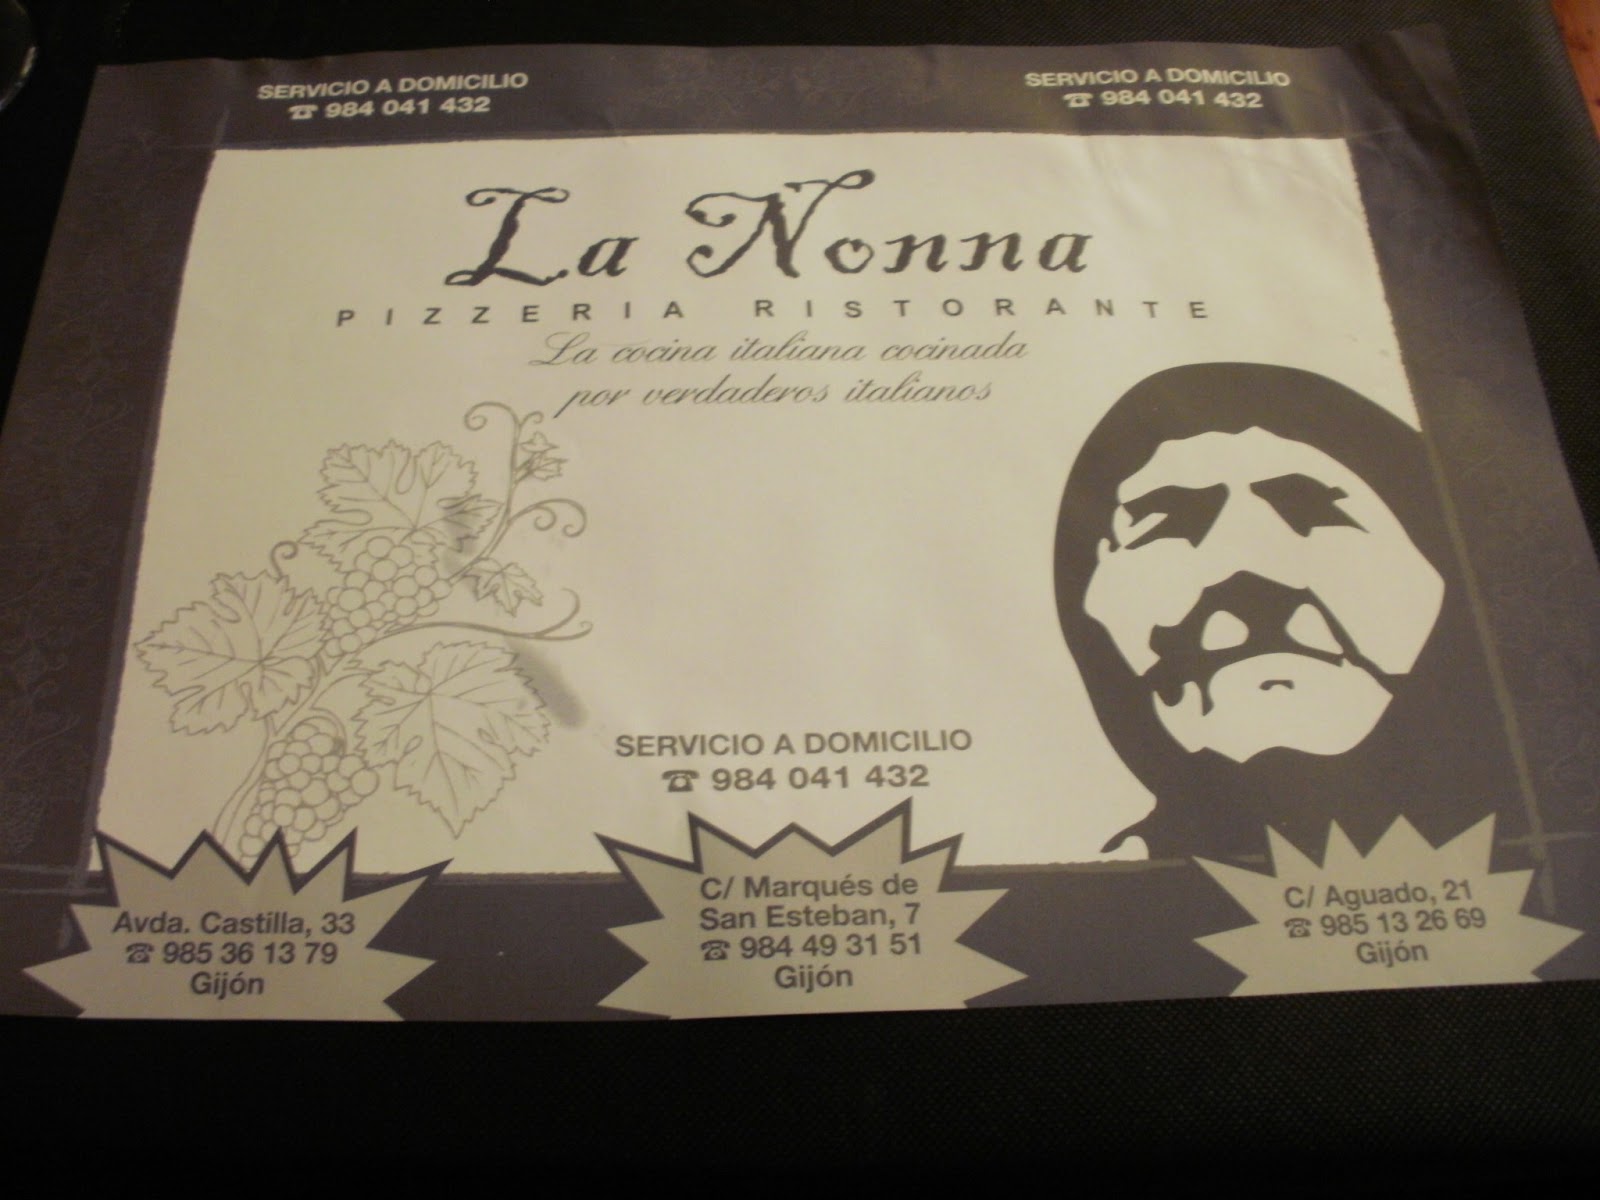 SERVICIO A DOMICILIO
☎ 984 041 432
SERVICIO A DOMICILIO
☎ 984 041 432
La Nonna
PIZZERIA RISTORANTE
La cocina italiana cocinada
por verdaderos italianos
SERVICIO A DOMICILIO
☎ 984 041 432
Avda. Castilla, 33
☎ 985 36 13 79
Gijón
C/ Marqués de
San Esteban, 7
☎ 984 49 31 51
Gijón
C/ Aguado, 21
☎ 985 13 26 69
Gijón